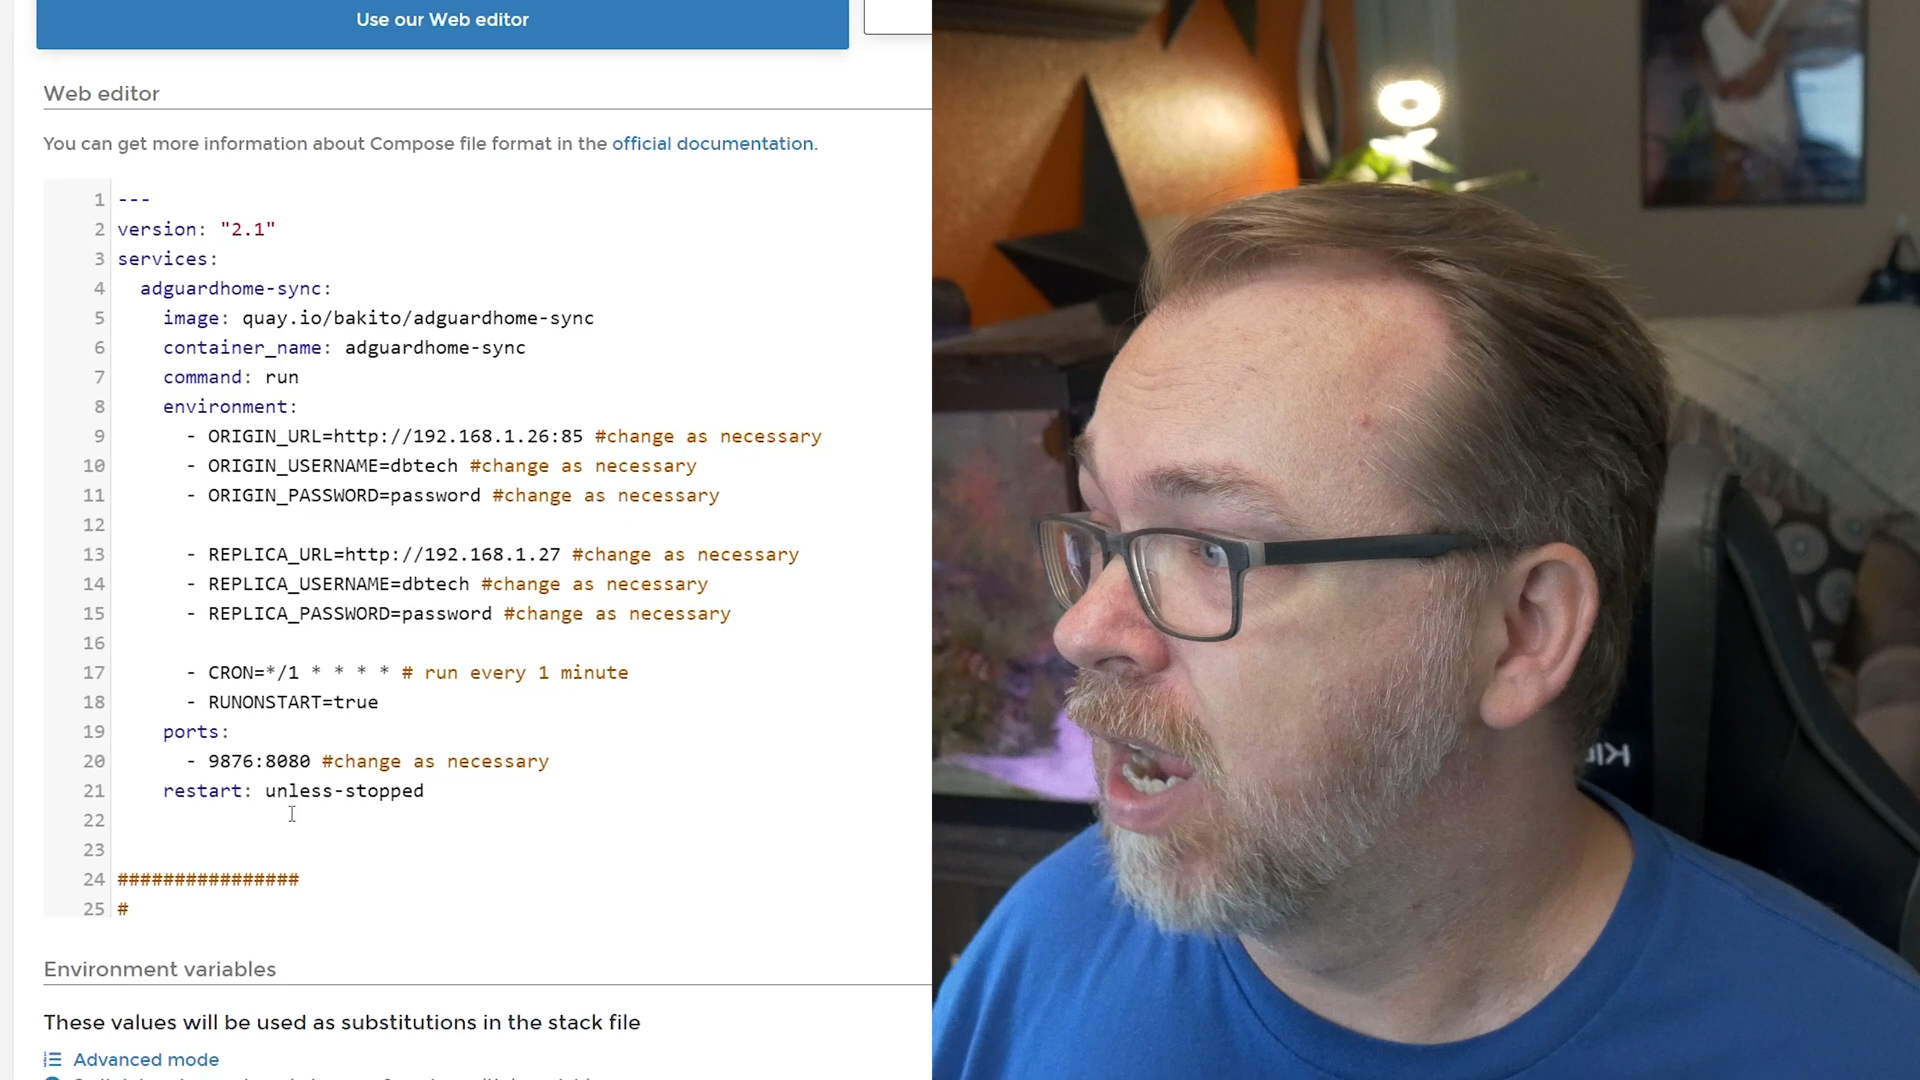 Use our Web editor
Web editor
You can get more information about Compose file format in the official documentation.
1 ---
2 version: "2.1"
3 services:
4 adguardhome-sync:
5 image: quay.io/bakito/adguardhome-sync
6 container_name: adguardhome-sync
7 command: run
8 environment:
9 - ORIGIN_URL=http://192.168.1.26:85 #change as necessary
10 - ORIGIN_USERNAME=dbtech #change as necessary
11 - ORIGIN_PASSWORD=password #change as necessary
12
13 - REPLICA_URL=http://192.168.1.27 #change as necessary
14 - REPLICA_USERNAME=dbtech #change as necessary
15 - REPLICA_PASSWORD=password #change as necessary
16
17 - CRON=*/1 * * * * # run every 1 minute
18 - RUNONSTART=true
19 ports:
20 - 9876:8080 #change as necessary
21 restart: unless-stopped
22
23
24 ################
25 #
Environment variables
These values will be used as substitutions in the stack file
Advanced mode